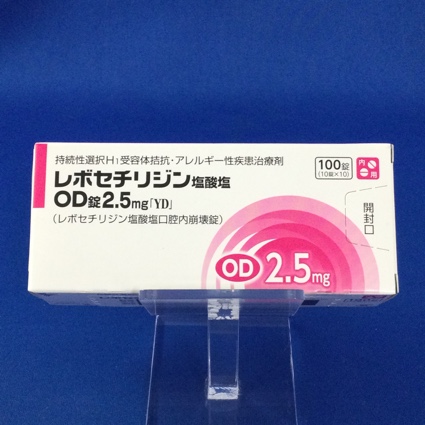 持続性選択H₁受容体拮抗・アレルギー性疾患治療剤
レボセチリジン塩酸塩
OD錠2.5mg「YD」
(レボセチリジン塩酸塩口腔内崩壊錠)
100錠
(10錠×10)
内
用
開封口
OD 2.5mg